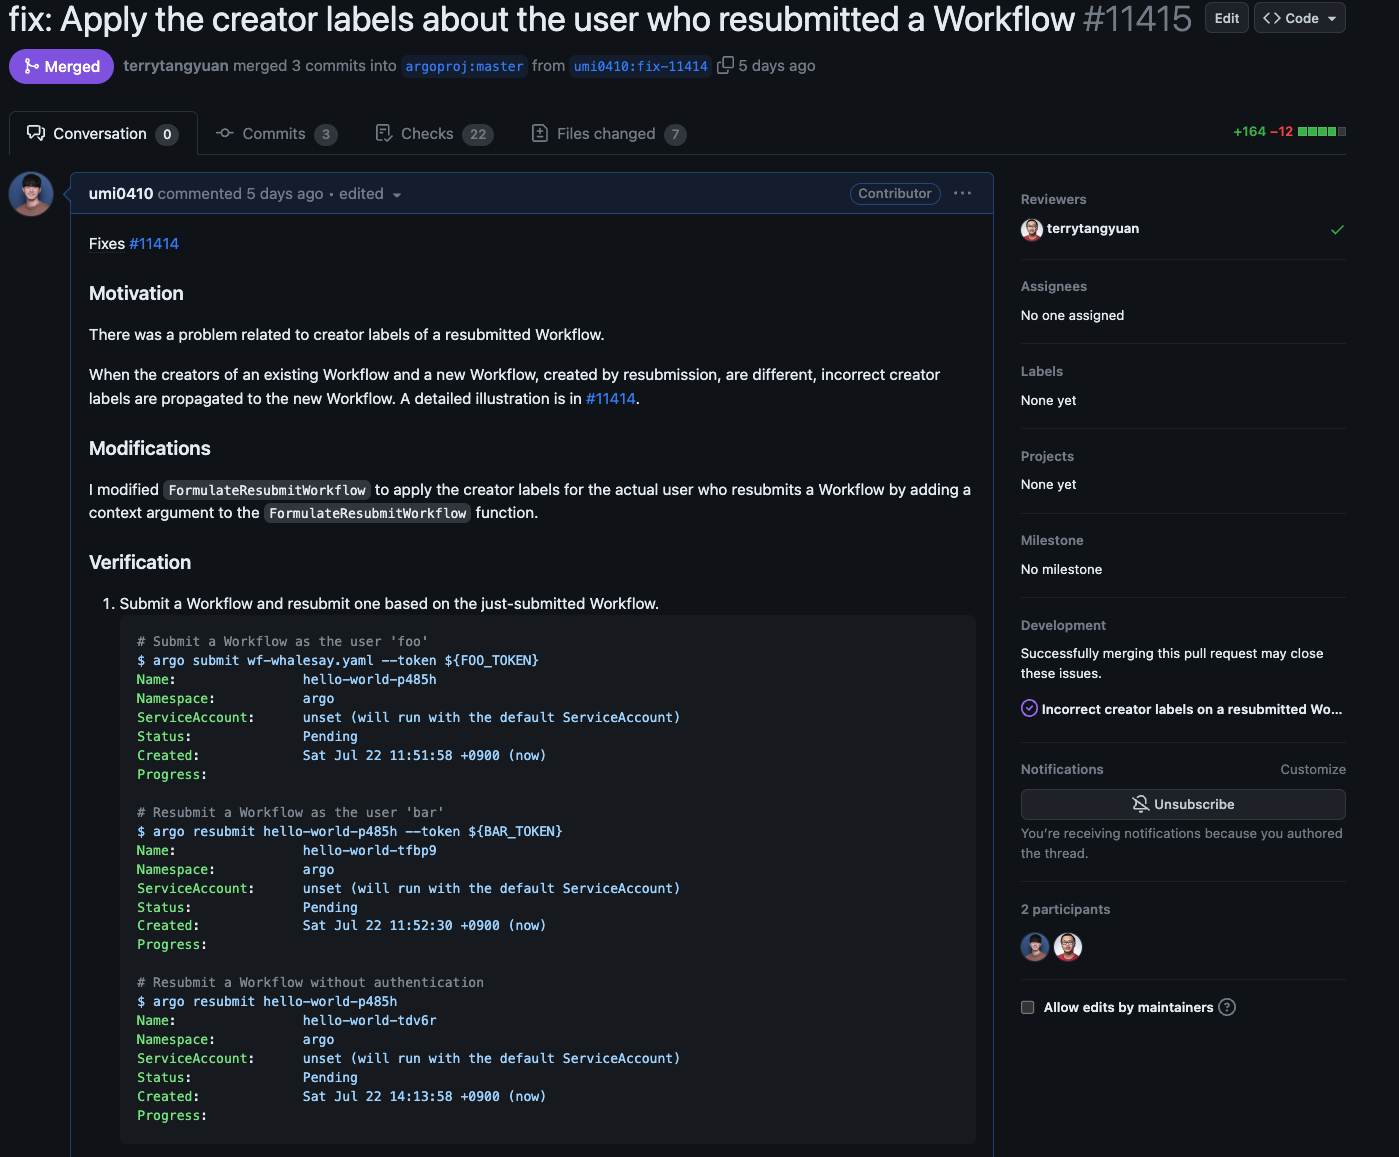 fix: Apply the creator labels about the user who resubmitted a Workflow #11415
Edit
<> Code
Merged
terrytangyuan merged 3 commits into argoproj:master from umi0410:fix-11414 5 days ago
Conversation 0
Commits 3
Checks 22
Files changed 7
+164 −12
umi0410 commented 5 days ago • edited
Contributor
Fixes #11414
Motivation
There was a problem related to creator labels of a resubmitted Workflow.
When the creators of an existing Workflow and a new Workflow, created by resubmission, are different, incorrect creator
labels are propagated to the new Workflow. A detailed illustration is in #11414.
Modifications
I modified FormulateResubmitWorkflow to apply the creator labels for the actual user who resubmits a Workflow by adding a
context argument to the FormulateResubmitWorkflow function.
Verification
1. Submit a Workflow and resubmit one based on the just-submitted Workflow.
# Submit a Workflow as the user 'foo'
$ argo submit wf-whalesay.yaml --token ${FOO_TOKEN}
Name: hello-world-p485h
Namespace: argo
ServiceAccount: unset (will run with the default ServiceAccount)
Status: Pending
Created: Sat Jul 22 11:51:58 +0900 (now)
Progress:
# Resubmit a Workflow as the user 'bar'
$ argo resubmit hello-world-p485h --token ${BAR_TOKEN}
Name: hello-world-tfbp9
Namespace: argo
ServiceAccount: unset (will run with the default ServiceAccount)
Status: Pending
Created: Sat Jul 22 11:52:30 +0900 (now)
Progress:
# Resubmit a Workflow without authentication
$ argo resubmit hello-world-p485h
Name: hello-world-tdv6r
Namespace: argo
ServiceAccount: unset (will run with the default ServiceAccount)
Status: Pending
Created: Sat Jul 22 14:13:58 +0900 (now)
Progress:
Reviewers
terrytangyuan
Assignees
No one assigned
Labels
None yet
Projects
None yet
Milestone
No milestone
Development
Successfully merging this pull request may close
these issues.
Incorrect creator labels on a resubmitted Wo...
Notifications
Customize
Unsubscribe
You're receiving notifications because you authored
the thread.
2 participants
Allow edits by maintainers ?